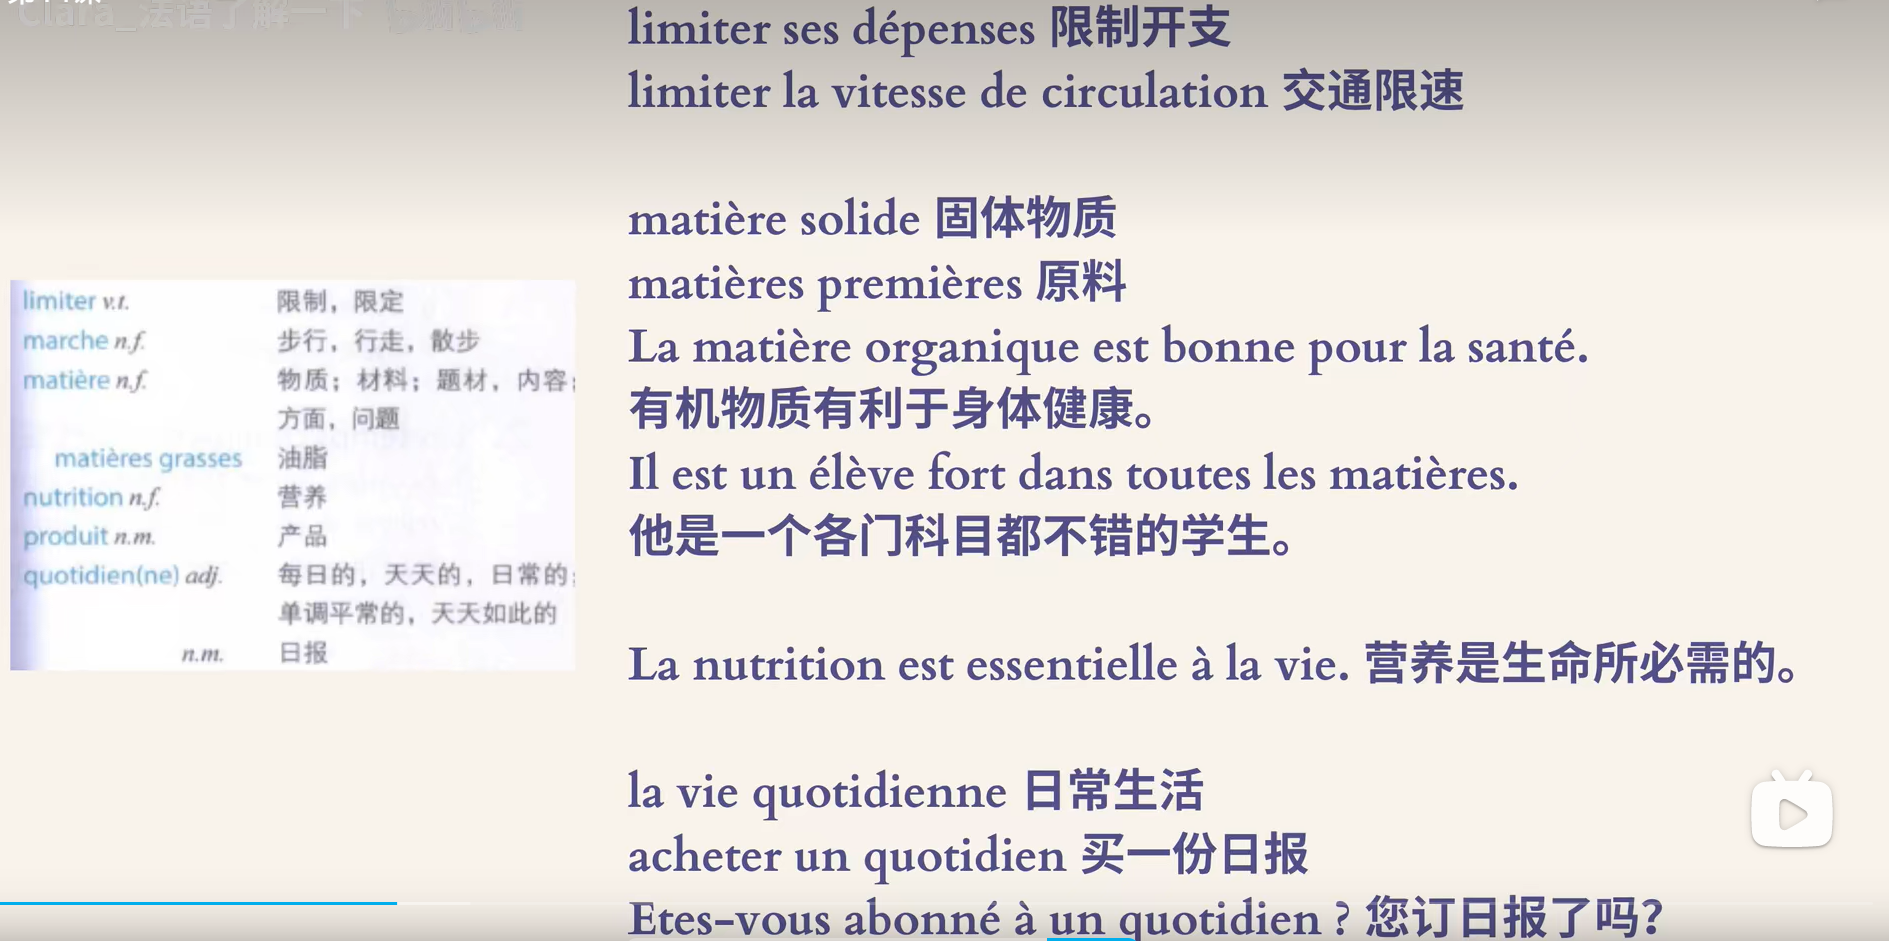 Clara_法语了解一下
limiter v.t. 限制，限定
marche n.f. 步行，行走，散步
matière n.f. 物质；材料；题材，内容；
方面，问题
matières grasses 油脂
nutrition n.f. 营养
produit n.m. 产品
quotidien(ne) adj. 每日的，天天的，日常的；
单调平常的，天天如此的
n.m. 日报
limiter ses dépenses 限制开支
limiter la vitesse de circulation 交通限速
matière solide 固体物质
matières premières 原料
La matière organique est bonne pour la santé.
有机物质有利于身体健康。
Il est un élève fort dans toutes les matières.
他是一个各门科目都不错的学生。
La nutrition est essentielle à la vie. 营养是生命所必需的。
la vie quotidienne 日常生活
acheter un quotidien 买一份日报
Etes-vous abonné à un quotidien ? 您订日报了吗？